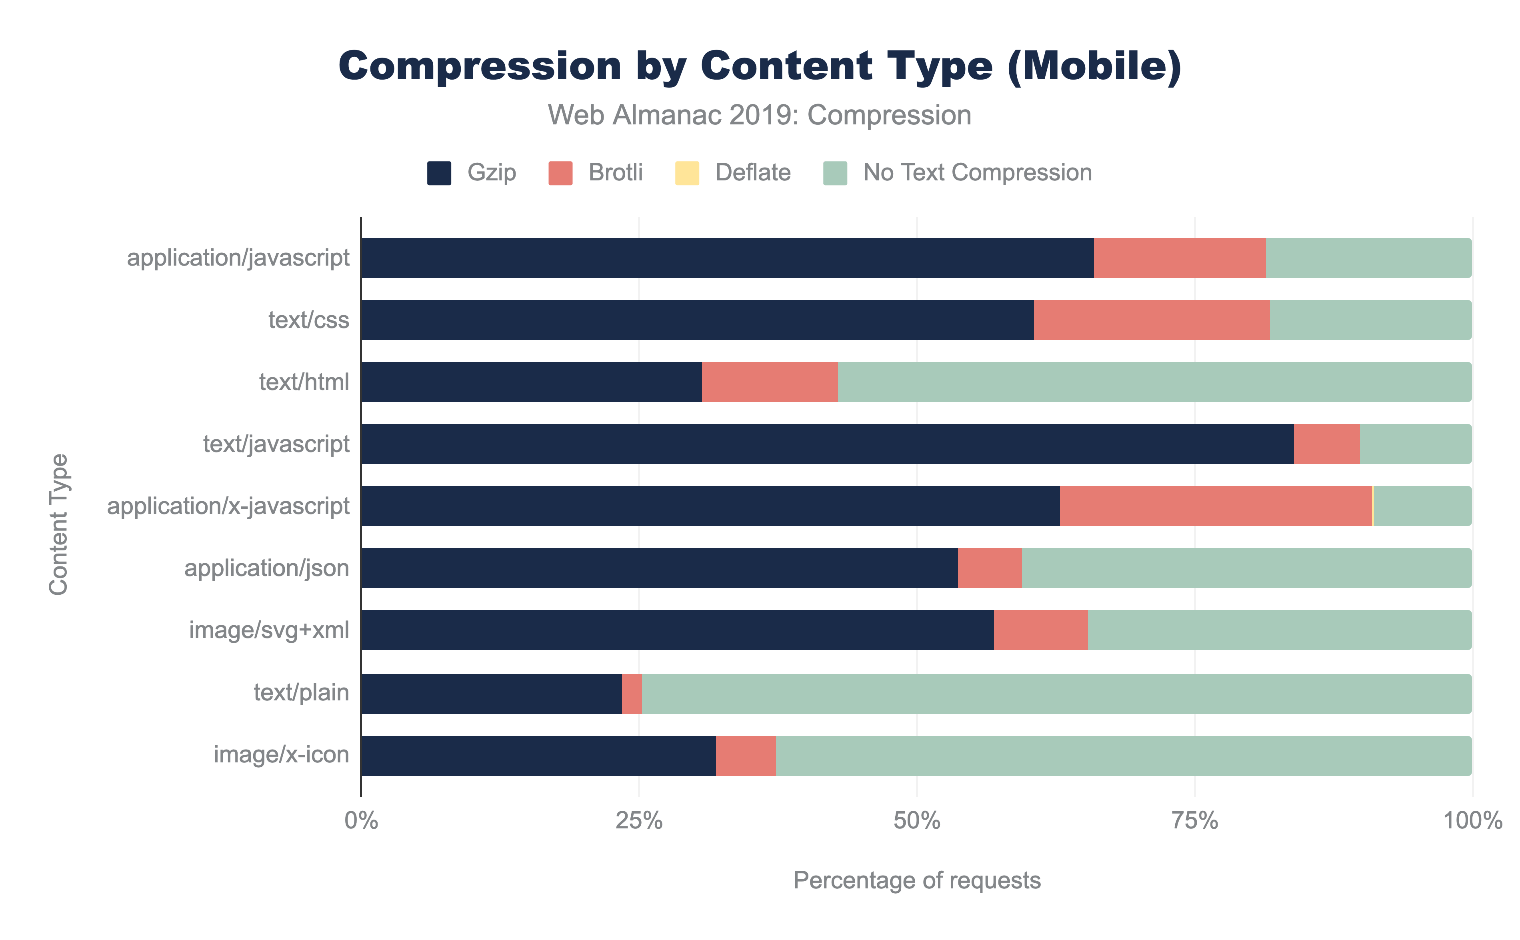 Compression by Content Type (Mobile)
Web Almanac 2019: Compression
Gzip Brotli Deflate No Text Compression
application/javascript
text/css
text/html
text/javascript
application/x-javascript
application/json
image/svg+xml
text/plain
image/x-icon
Content Type
0% 25% 50% 75% 100%
Percentage of requests